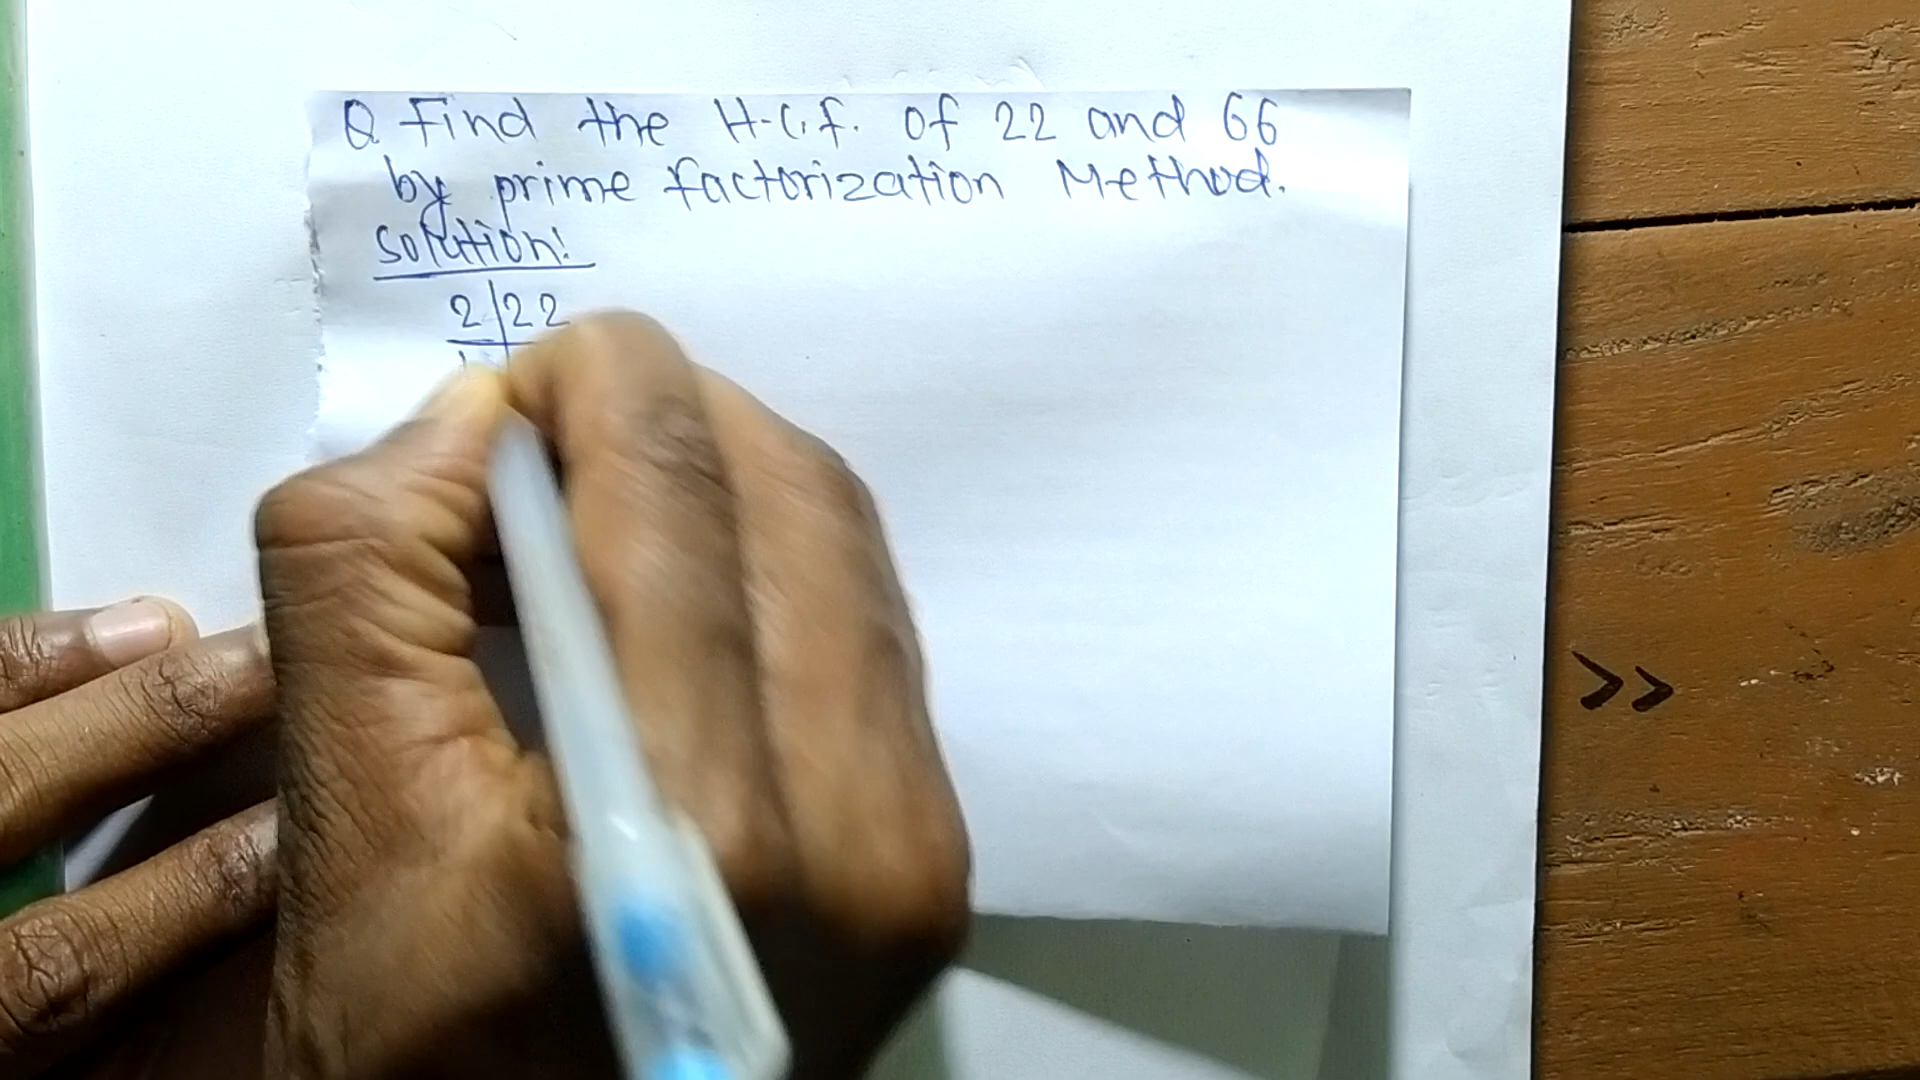 Q Find the H.C.f. of 22 and 66
by prime factorization Method.
Solution:
2|22
>>